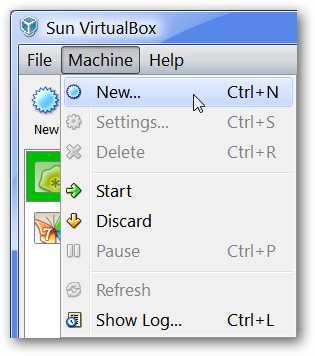 Sun VirtualBox
File Machine Help
New... Ctrl+N
Settings... Ctrl+S
New
Delete Ctrl+R
Start
Discard
Pause Ctrl+P
Refresh
Show Log... Ctrl+L